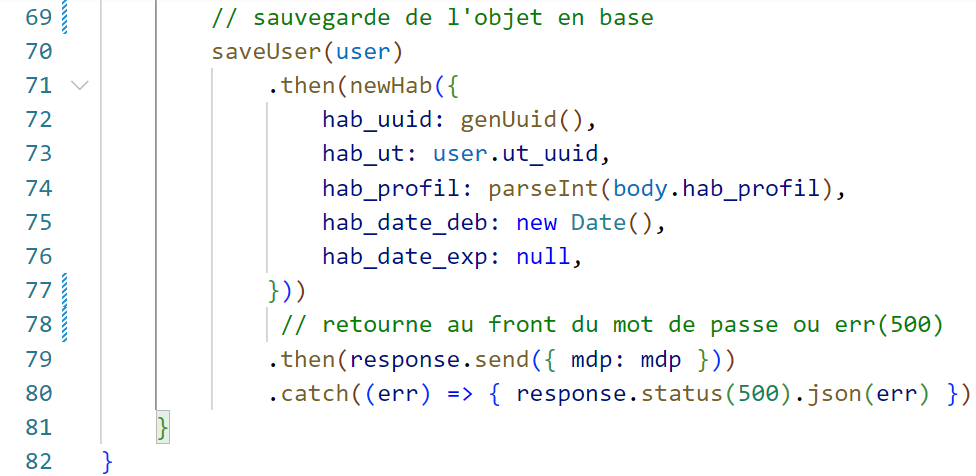 69 // sauvegarde de l'objet en base
70 saveUser(user)
71 .then(newHab({
72 hab_uuid: genUuid(),
73 hab_ut: user.ut_uuid,
74 hab_profil: parseInt(body.hab_profil),
75 hab_date_deb: new Date(),
76 hab_date_exp: null,
77 }))
78 // retourne au front du mot de passe ou err(500)
79 .then(response.send({ mdp: mdp }))
80 .catch((err) => { response.status(500).json(err) })
81 }
82 }